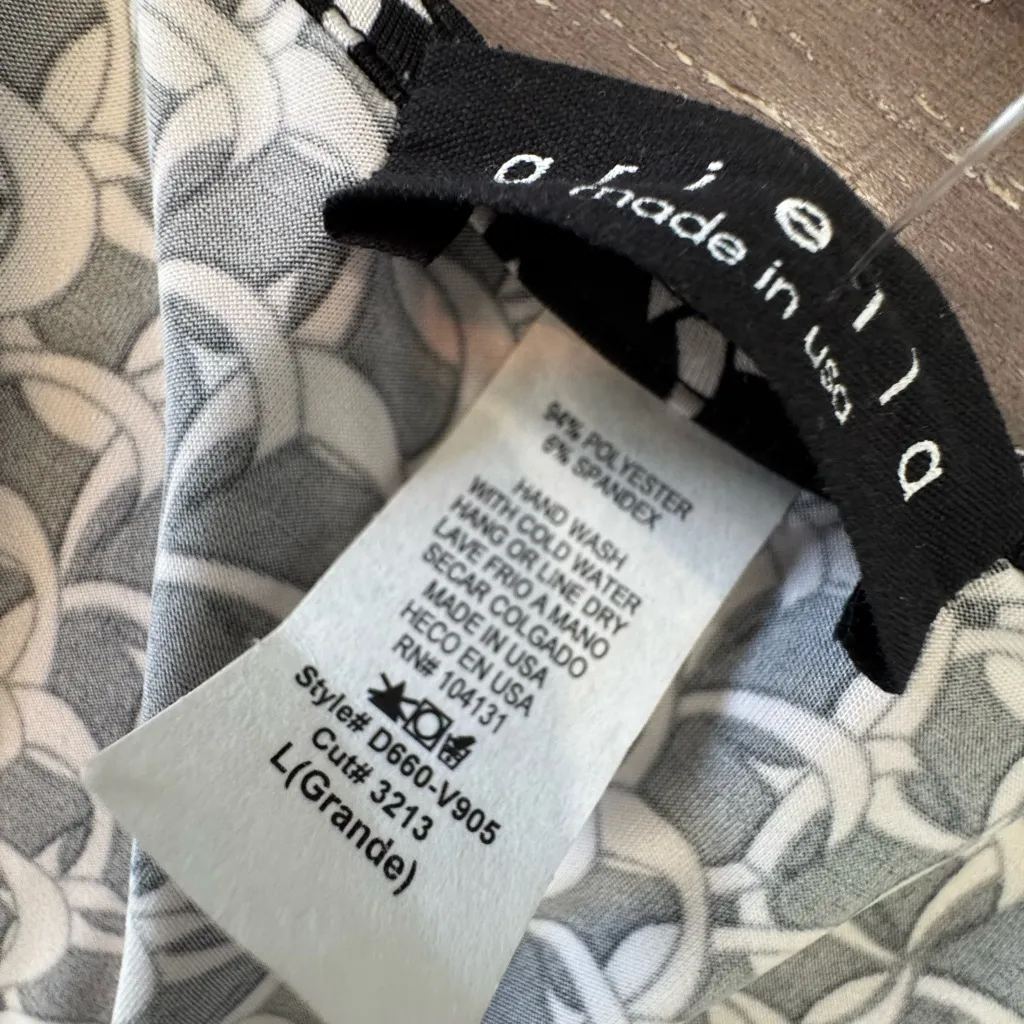 ariella
made in usa
94% POLYESTER
6% SPANDEX
HAND WASH
WITH COLD WATER
HANG OR LINE DRY
LAVE FRIO A MANO
SECAR COLGADO
MADE IN USA
HECO EN USA
RN# 104131
Style# D660-V905
Cut# 3213
L(Grande)